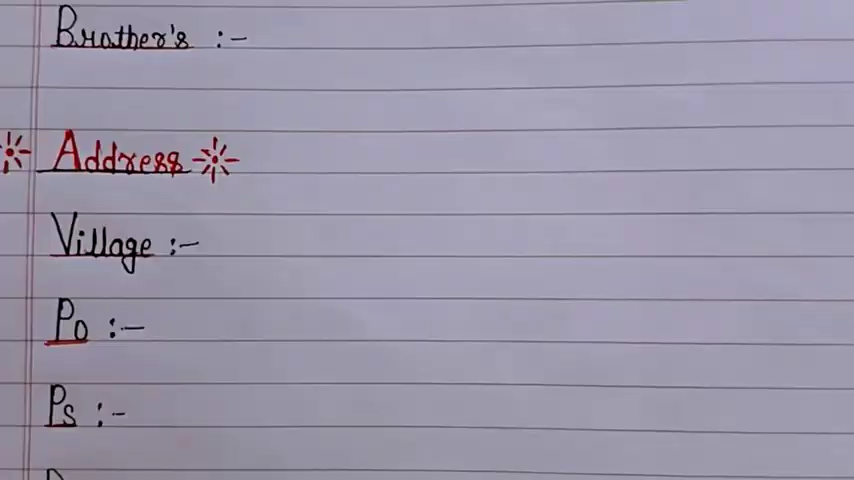 Brother's :-
Address
Village :-
Po :-
Ps :-